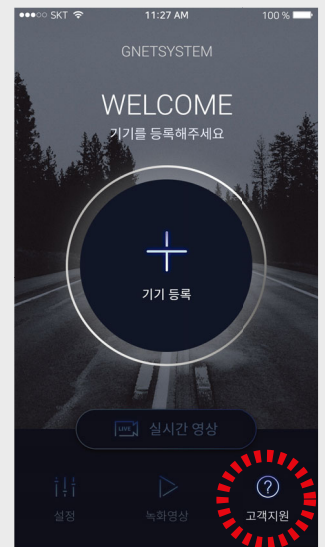 SKT 11:27 AM 100 %
GNETSYSTEM
WELCOME
기기를 등록해주세요
기기 등록
LIVE 실시간 영상
설정 녹화영상 고객지원